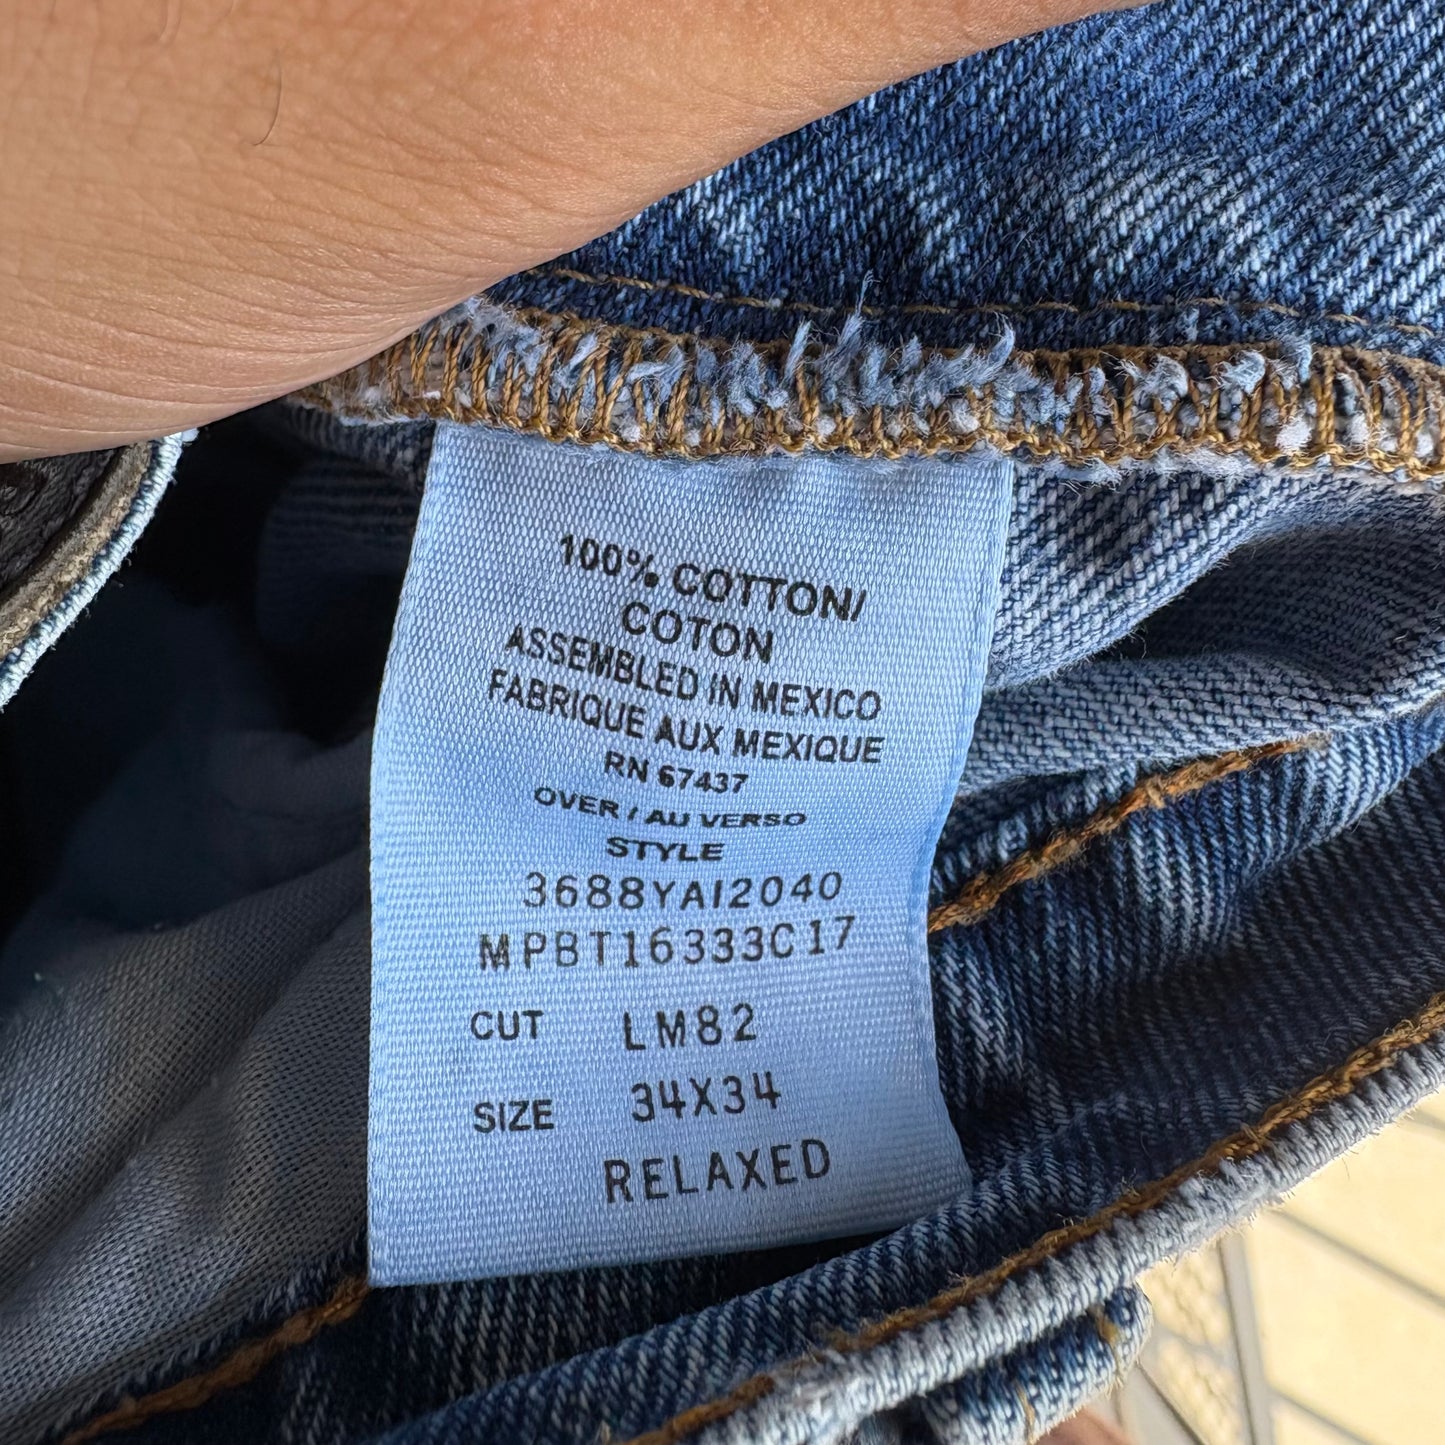 100% COTTON/
COTON
ASSEMBLED IN MEXICO
FABRIQUE AUX MEXIQUE
RN 67437
OVER / AU VERSO
STYLE
3688YAI2040
MPBT16333C17
CUT LM82
SIZE 34X34
RELAXED